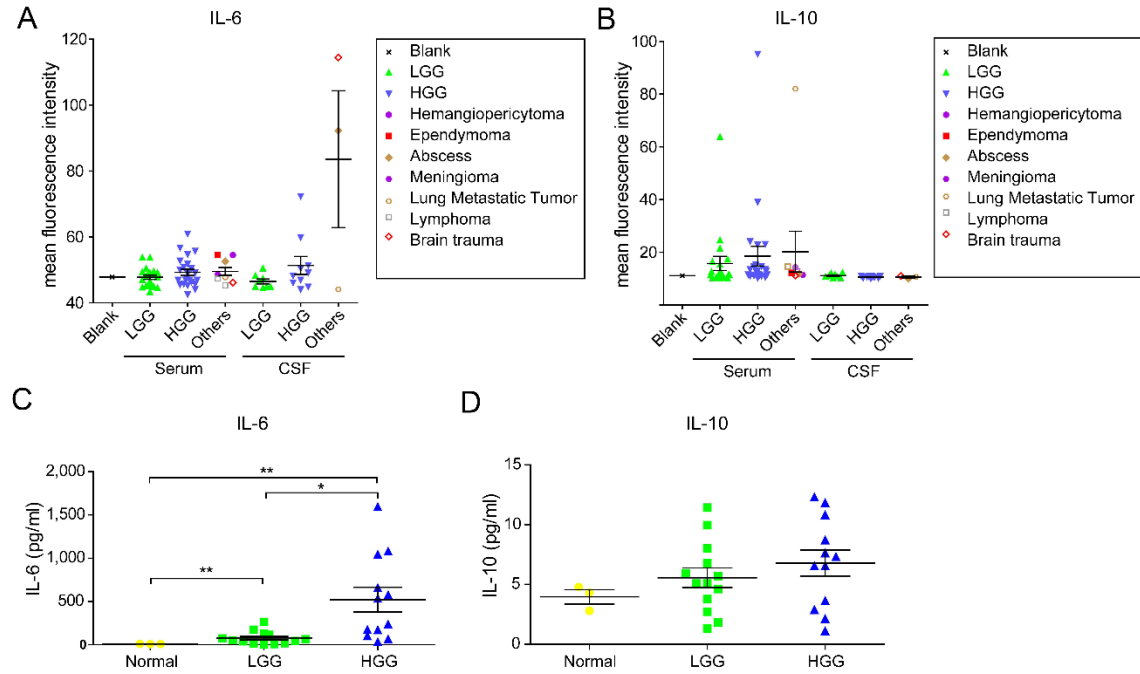 A
IL-6
mean fluorescence intensity
120
100
80
60
40
Blank
LGG
HGG
Others
LGG
HGG
Others
Serum
CSF
Blank
LGG
HGG
Hemangiopericytoma
Ependymoma
Abscess
Meningioma
Lung Metastatic Tumor
Lymphoma
Brain trauma
B
IL-10
mean fluorescence intensity
100
80
60
40
20
Blank
LGG
HGG
Others
LGG
HGG
Others
Serum
CSF
Blank
LGG
HGG
Hemangiopericytoma
Ependymoma
Abscess
Meningioma
Lung Metastatic Tumor
Lymphoma
Brain trauma
C
IL-6
IL-6 (pg/ml)
2,000
1,500
1,000
500
0
**
*
**
Normal
LGG
HGG
D
IL-10
IL-10 (pg/ml)
15
10
5
0
Normal
LGG
HGG